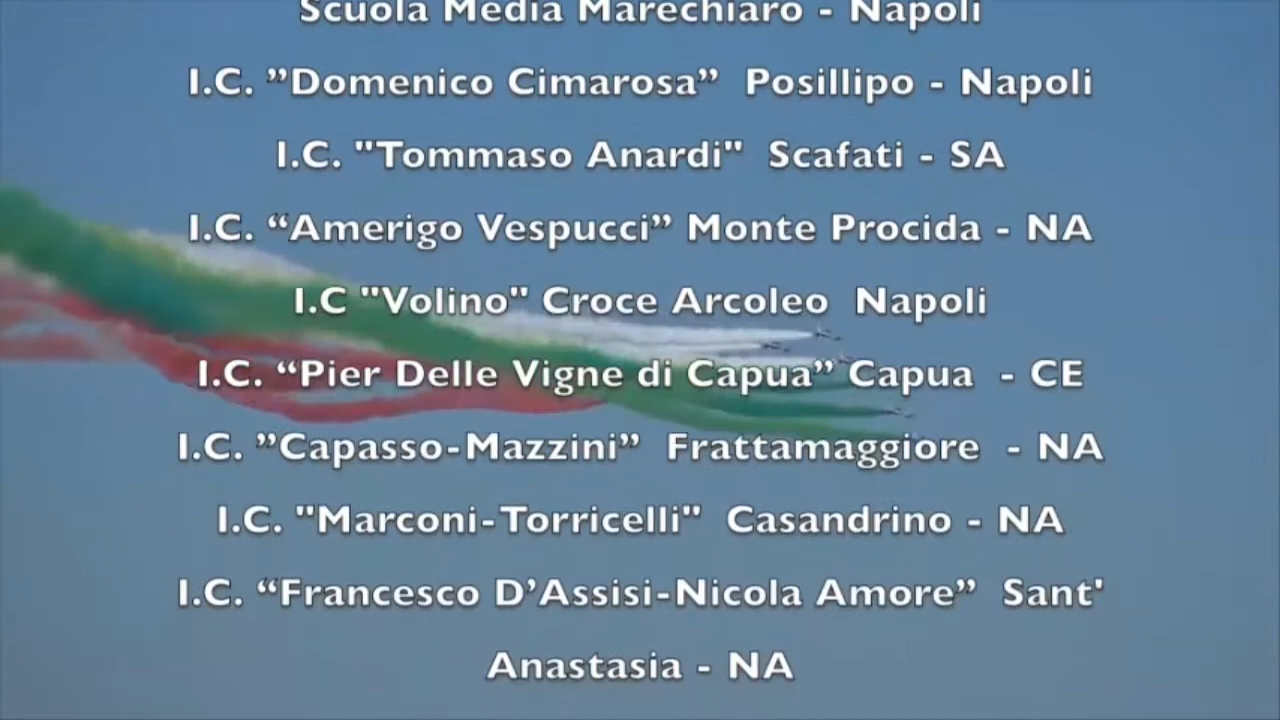 Scuola Media Marechiaro - Napoli
I.C. ”Domenico Cimarosa”  Posillipo - Napoli
I.C. "Tommaso Anardi"  Scafati - SA
I.C. “Amerigo Vespucci” Monte Procida - NA
I.C "Volino" Croce Arcoleo  Napoli
I.C. “Pier Delle Vigne di Capua” Capua  - CE
I.C. ”Capasso-Mazzini”  Frattamaggiore  - NA
I.C. "Marconi-Torricelli"  Casandrino - NA
I.C. “Francesco D’Assisi-Nicola Amore”  Sant'
Anastasia - NA